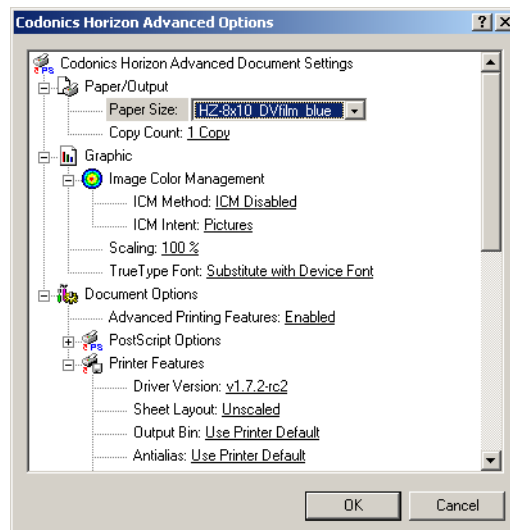 Codonics Horizon Advanced Options
Codonics Horizon Advanced Document Settings
Paper/Output
Paper Size: HZ-8x10_DVfilm_blue
Copy Count: 1 Copy
Graphic
Image Color Management
ICM Method: ICM Disabled
ICM Intent: Pictures
Scaling: 100 %
TrueType Font: Substitute with Device Font
Document Options
Advanced Printing Features: Enabled
PostScript Options
Printer Features
Driver Version: v1.7.2-rc2
Sheet Layout: Unscaled
Output Bin: Use Printer Default
Antialias: Use Printer Default
OK Cancel